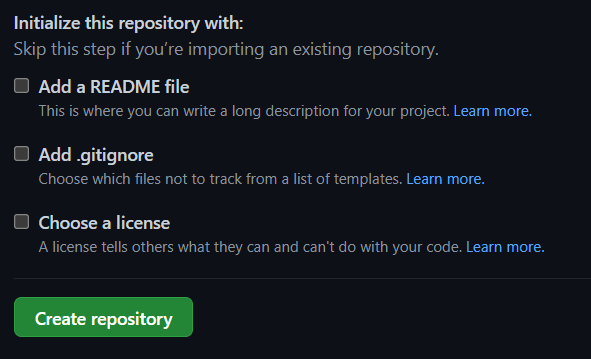 Initialize this repository with:
Skip this step if you’re importing an existing repository.
Add a README file
This is where you can write a long description for your project. Learn more.
Add .gitignore
Choose which files not to track from a list of templates. Learn more.
Choose a license
A license tells others what they can and can't do with your code. Learn more.
Create repository